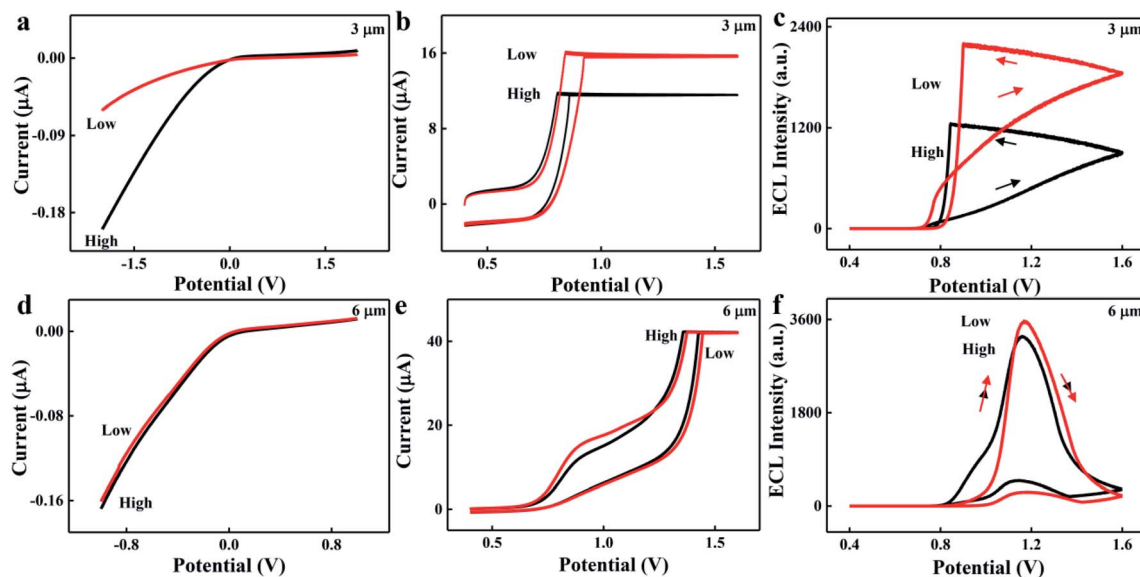 a
3 μm
Current (μA)
0.00
-0.09
-0.18
Low
High
-1.5
0.0
1.5
Potential (V)
b
3 μm
Current (μA)
16
12
8
4
0
Low
High
0.5
1.0
1.5
Potential (V)
c
3 μm
ECL Intensity (a.u.)
2400
1200
0
Low
High
0.4
0.8
1.2
1.6
Potential (V)
d
6 μm
Current (μA)
0.00
-0.08
-0.16
Low
High
-0.8
0.0
0.8
Potential (V)
e
6 μm
Current (μA)
40
20
0
High
Low
0.5
1.0
1.5
Potential (V)
f
6 μm
ECL Intensity (a.u.)
3600
1800
0
Low
High
0.4
0.8
1.2
1.6
Potential (V)